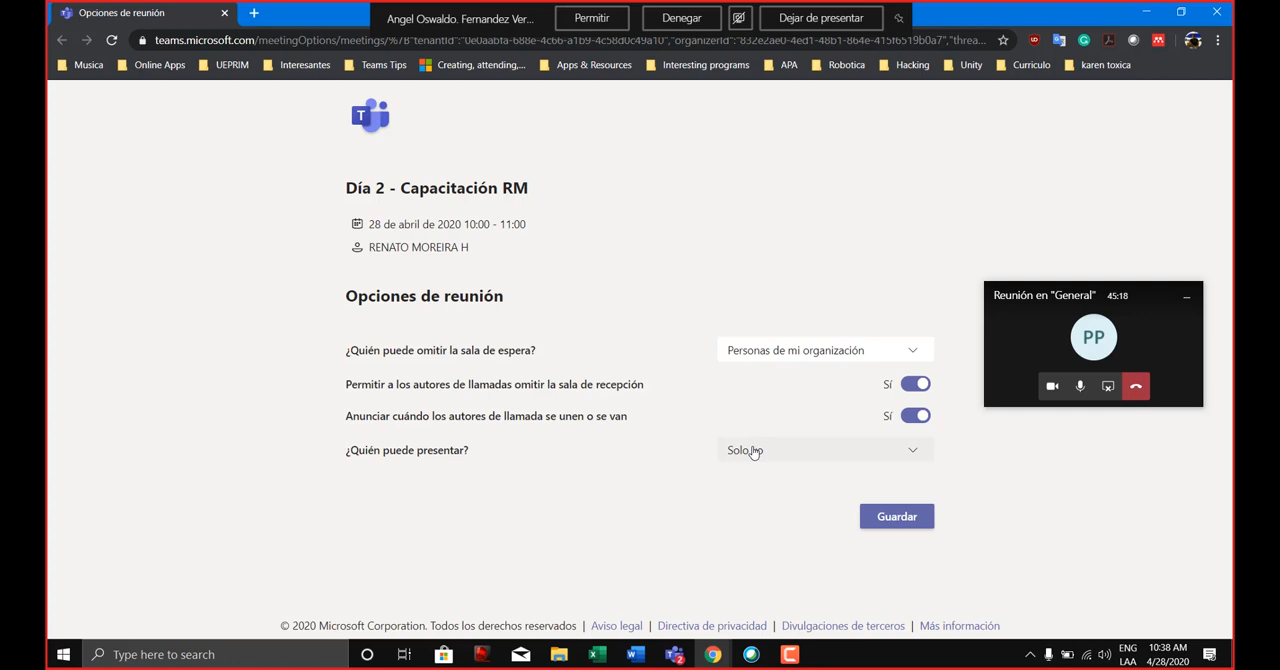 Opciones de reunión
Angel Oswaldo. Fernandez Ver... Permitir Denegar Dejar de presentar
Musica Online Apps UEPRIM Interesantes Teams Tips Creating, attending,... Apps & Resources Interesting programs APA Robotica Hacking Unity Curriculo karen toxica
T
Día 2 - Capacitación RM
28 de abril de 2020 10:00 - 11:00
RENATO MOREIRA H
Opciones de reunión
Reunión en "General" 45:18
PP
¿Quién puede omitir la sala de espera? Personas de mi organización
Permitir a los autores de llamadas omitir la sala de recepción Sí
Anunciar cuándo los autores de llamada se unen o se van Sí
¿Quién puede presentar? Solo
Guardar
© 2020 Microsoft Corporation. Todos los derechos reservados | Aviso legal | Directiva de privacidad | Divulgaciones de terceros | Más información
Type here to search
ENG 10:38 AM
LAA 4/28/2020